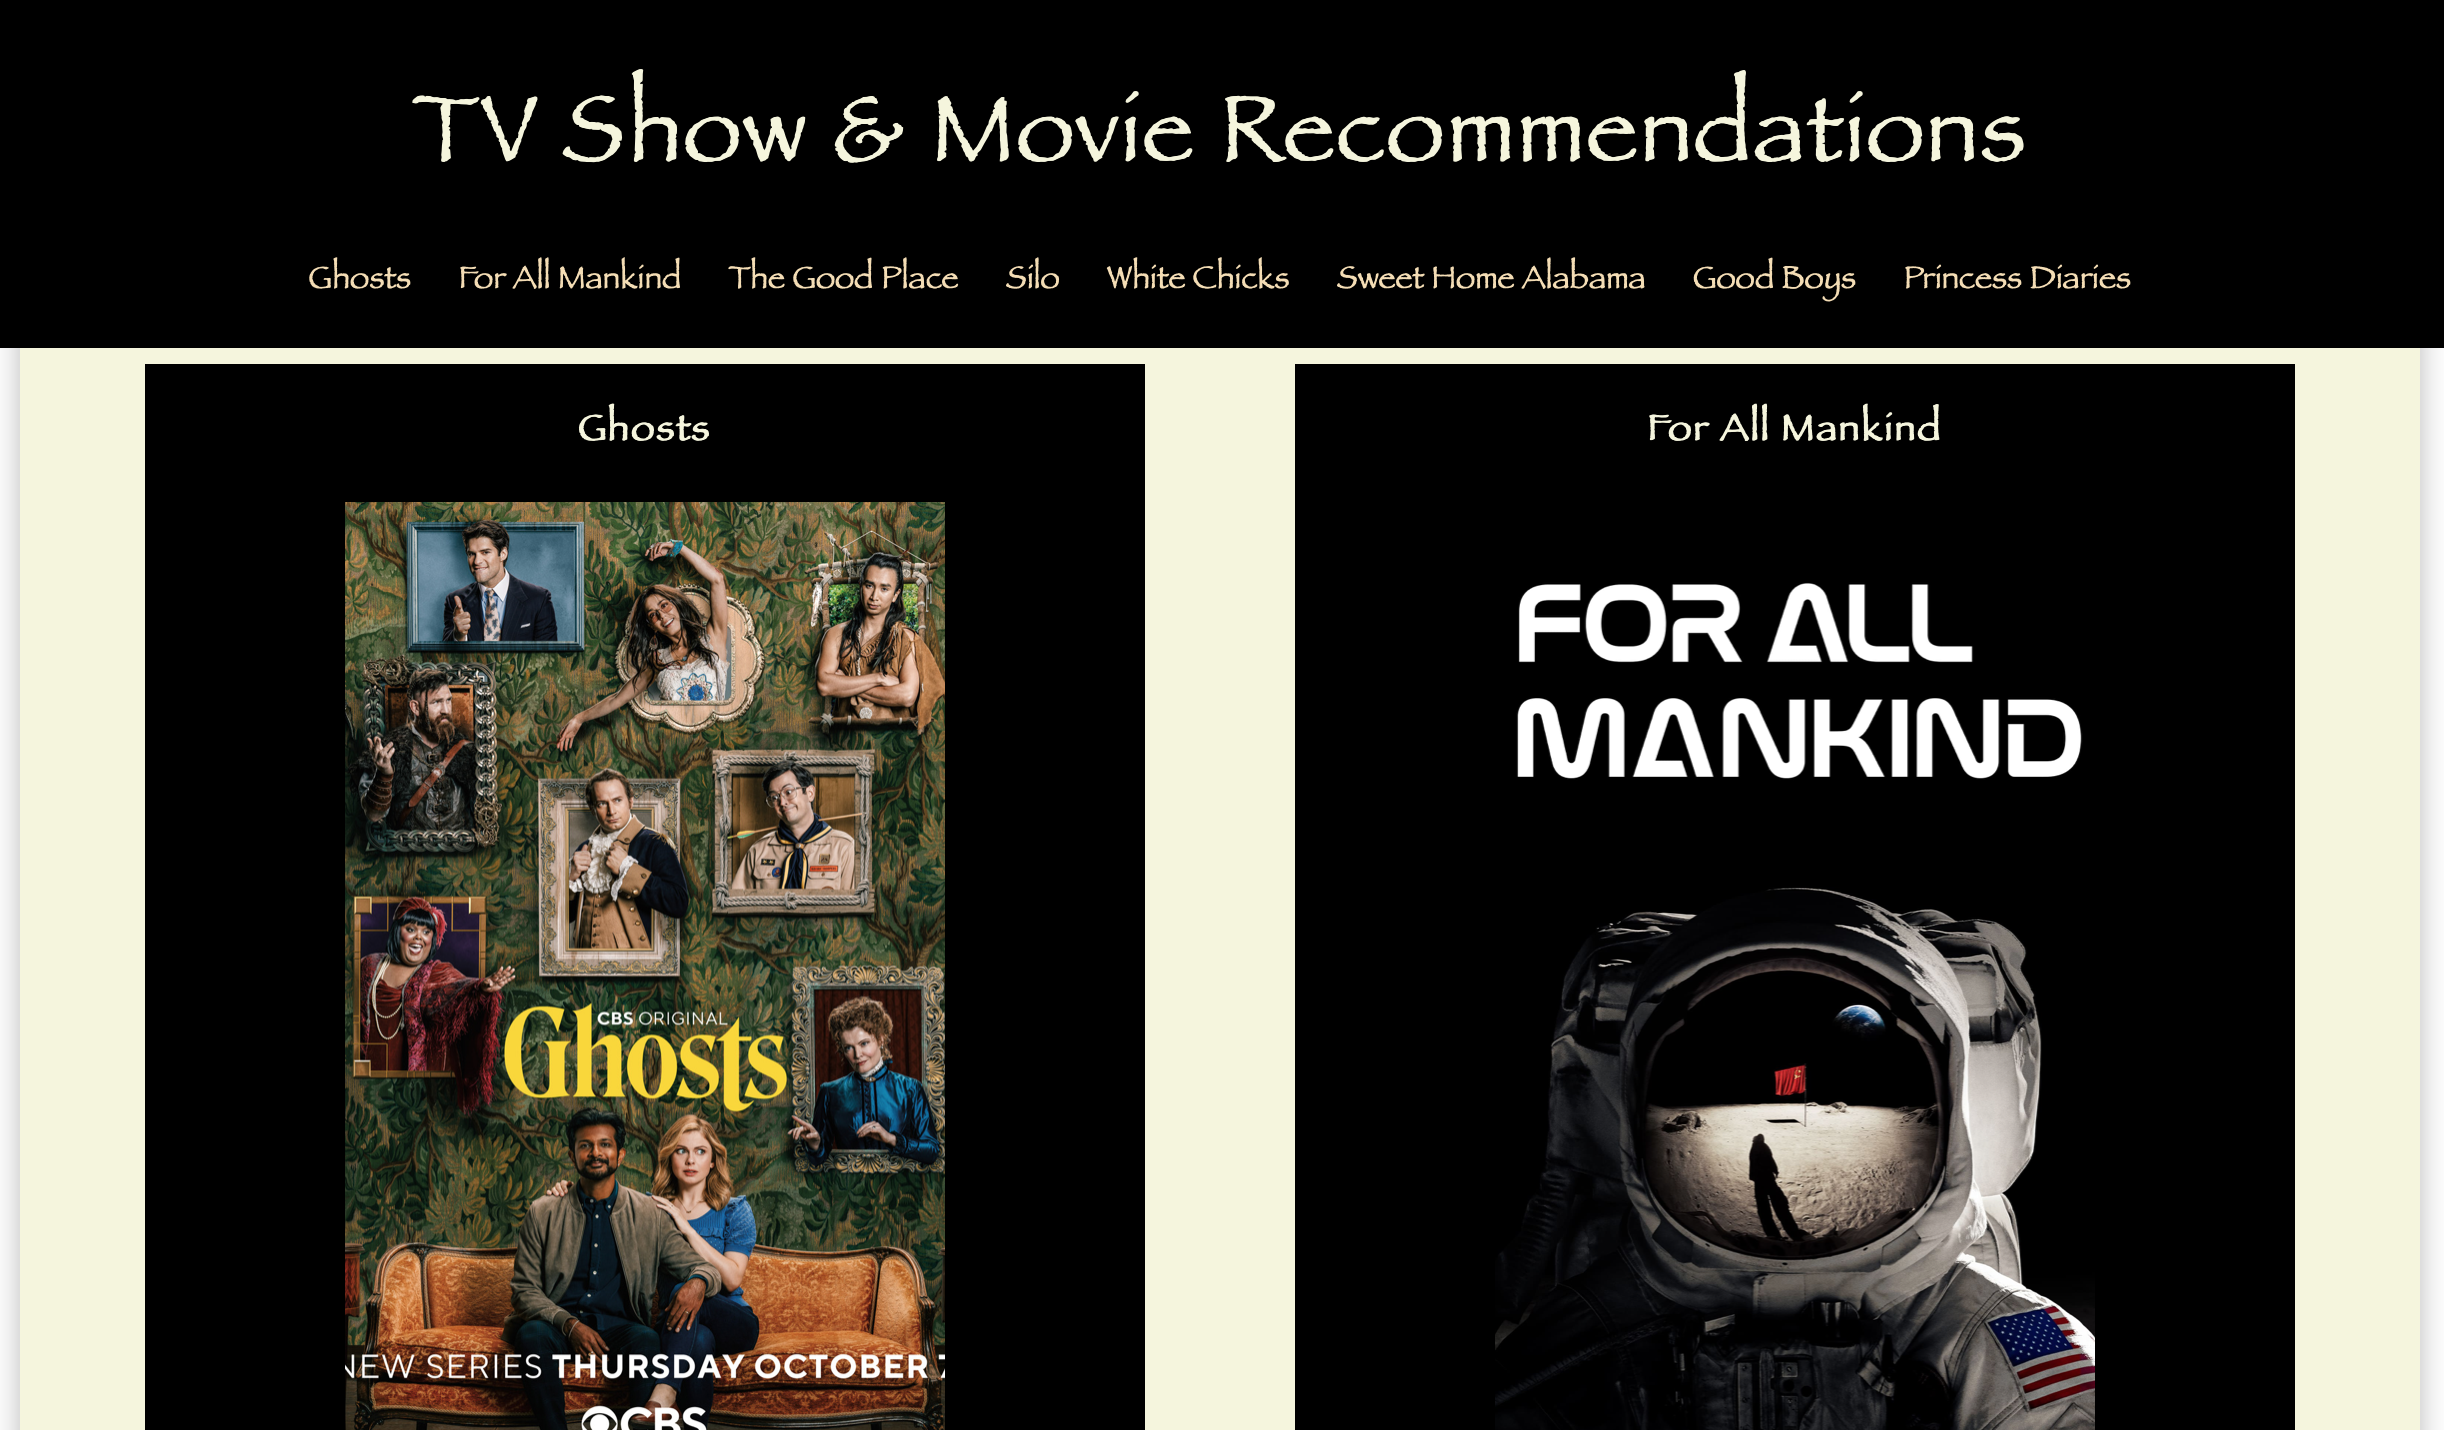 TV Show & Movie Recommendations
Ghosts For All Mankind The Good Place Silo White Chicks Sweet Home Alabama Good Boys Princess Diaries
Ghosts
CBS ORIGINAL
Ghosts
NEW SERIES THURSDAY OCTOBER 7
CBS
For All Mankind
FOR ALL
MANKIND